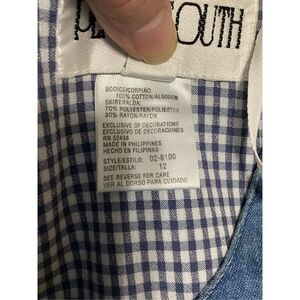 OUTH
BODICE/CORPINO:
100% COTTON/ALGODON
SKIRT/FALDA:
70% POLYESTER/POLIESTER
30% RAYON/RAYON
EXCLUSIVE OF DECORATIONS
EXCLUSIVO DE DECORACIONES
RN 52438
MADE IN PHILIPPINES
HECHO EN FILIPINAS
STYLE/ESTILO: 02-8100
SIZE/TALLA: 12
SEE REVERSE FOR CARE
VER AL DORSO PARA CUIDADO